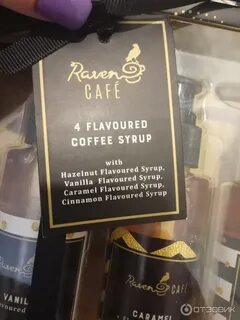 Raven
CAFÉ
4 FLAVOURED
COFFEE SYRUP
with
Hazelnut Flavoured Syrup,
Vanilla Flavoured Syrup,
Caramel Flavoured Syrup,
Cinnamon Flavoured Syrup
Raven
VANIL
Raven CAFÉ
CARAMEL
ОТЗОВИК